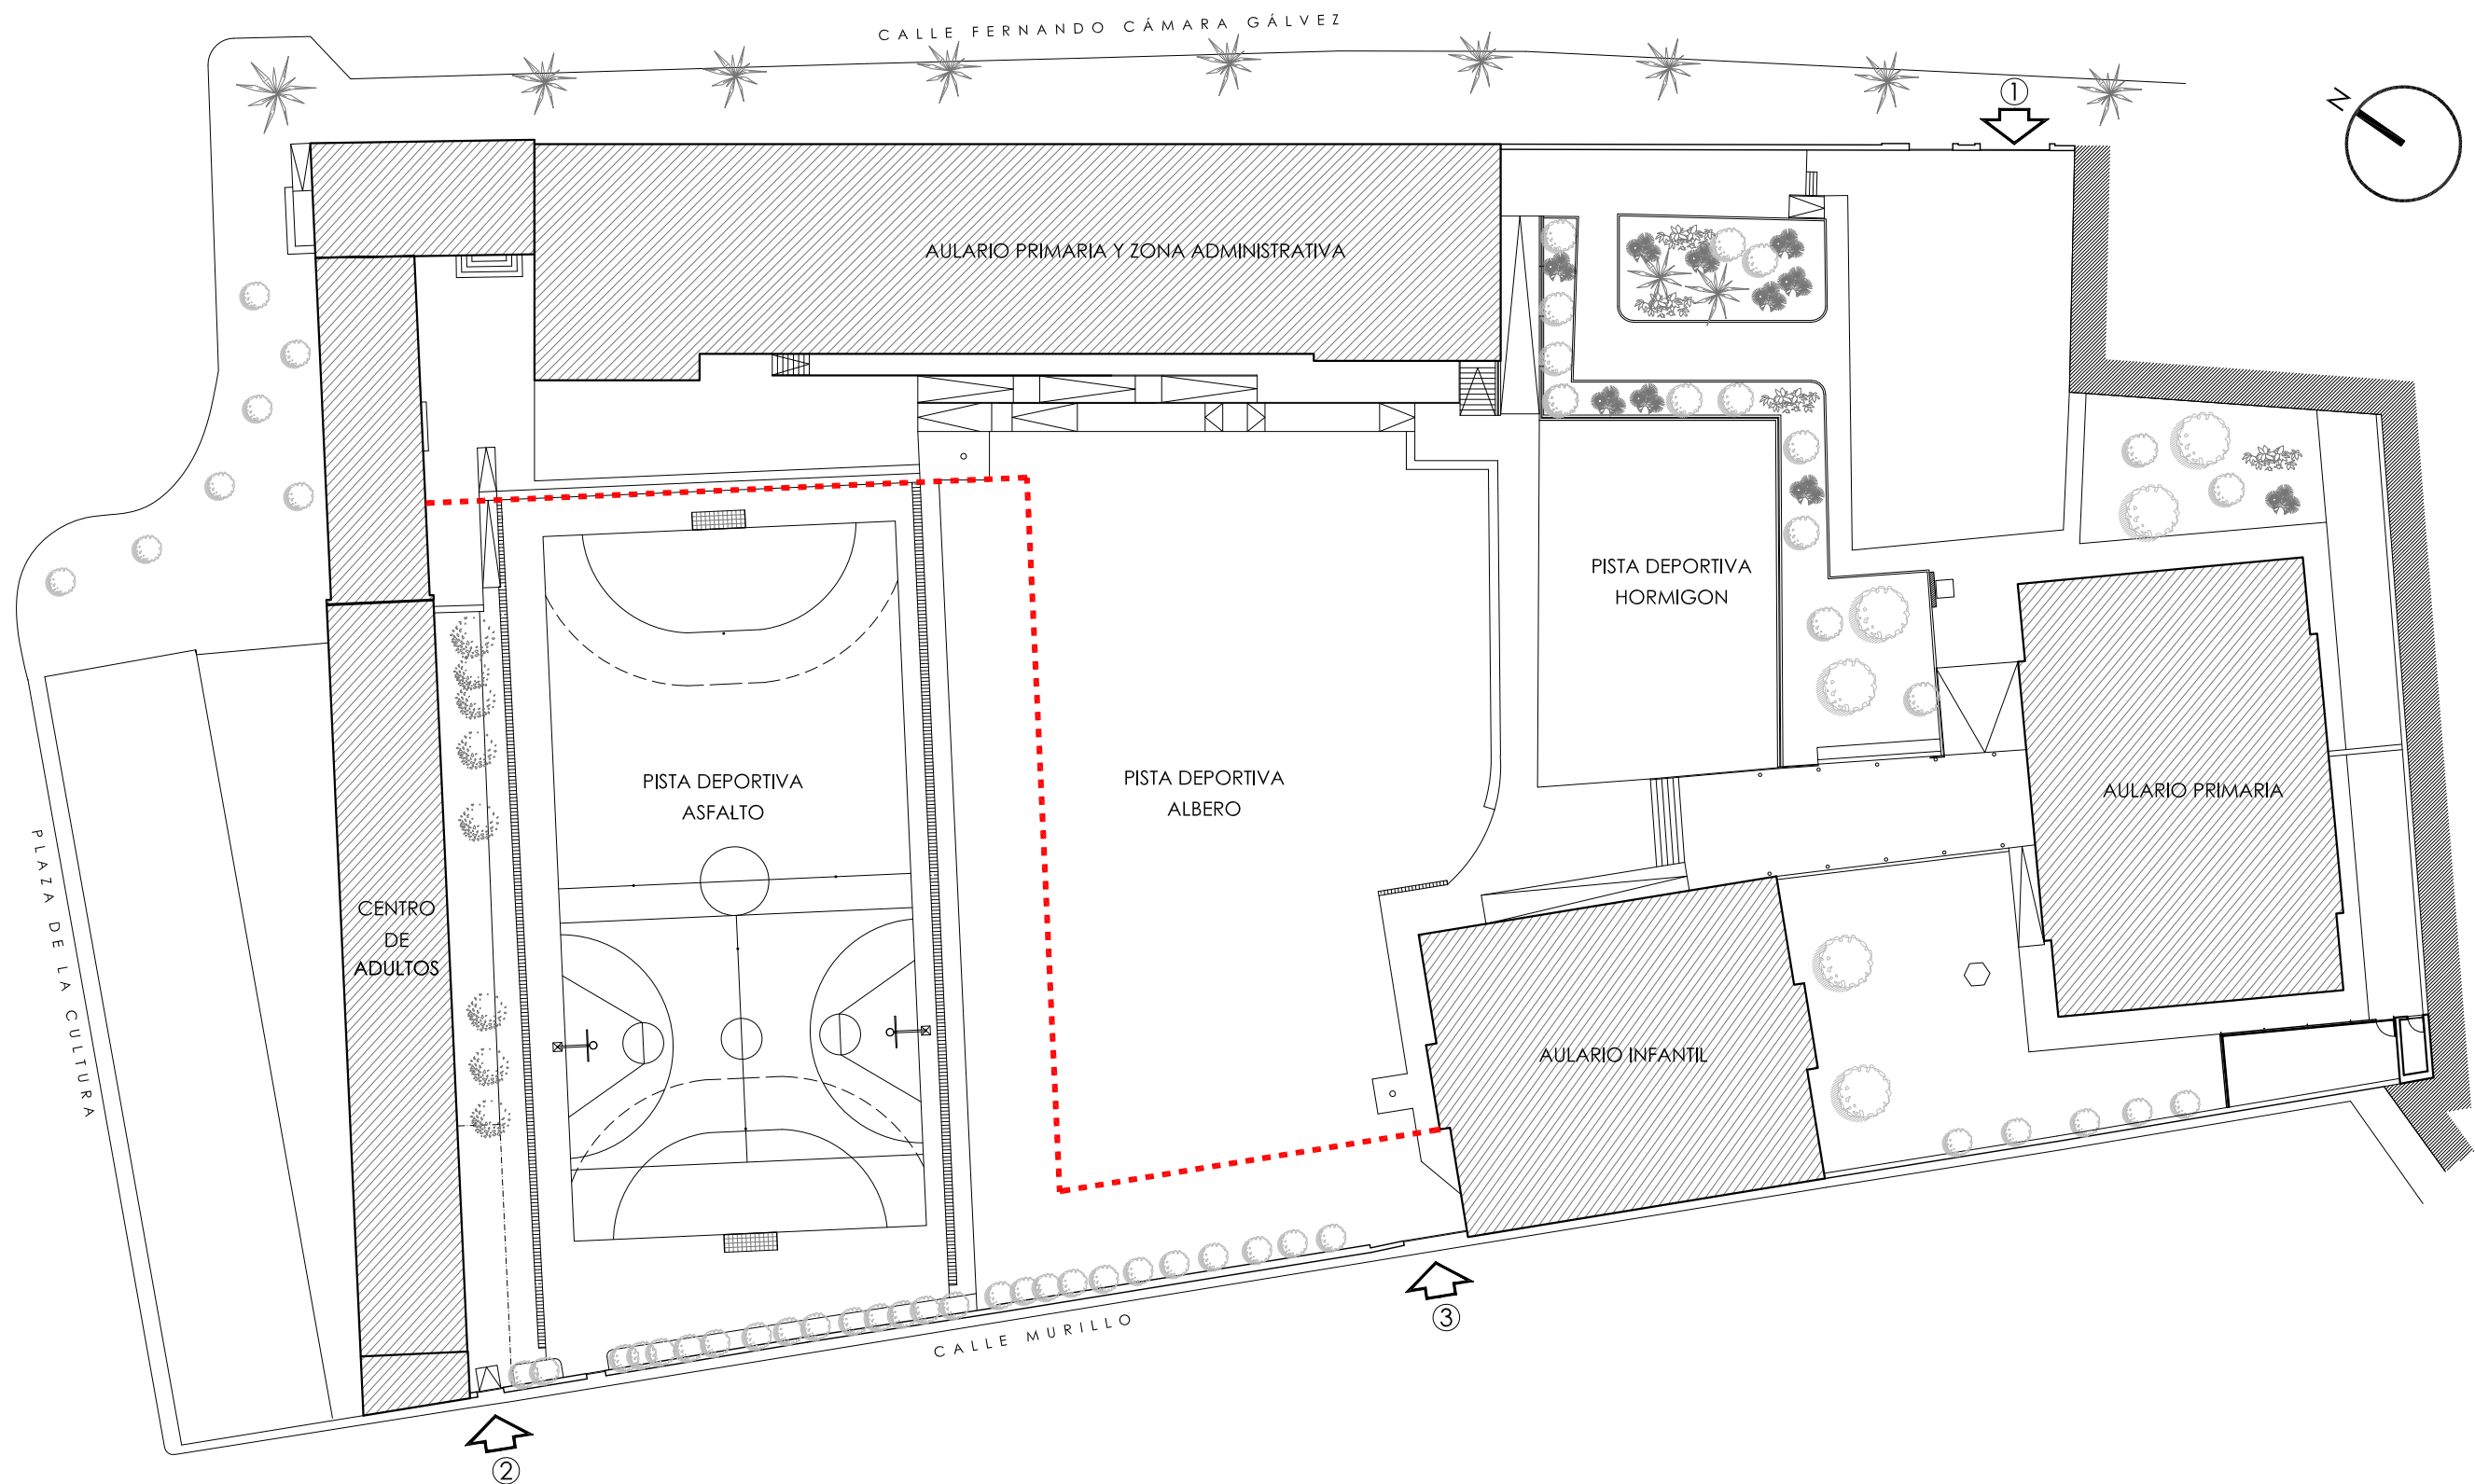 CALLE FERNANDO CÁMARA GÁLVEZ
1
N
AULARIO PRIMARIA Y ZONA ADMINISTRATIVA
PISTA DEPORTIVA
HORMIGON
PISTA DEPORTIVA
ASFALTO
PISTA DEPORTIVA
ALBERO
AULARIO PRIMARIA
PLAZA DE LA CULTURA
CENTRO
DE
ADULTOS
AULARIO INFANTIL
CALLE MURILLO
3
2